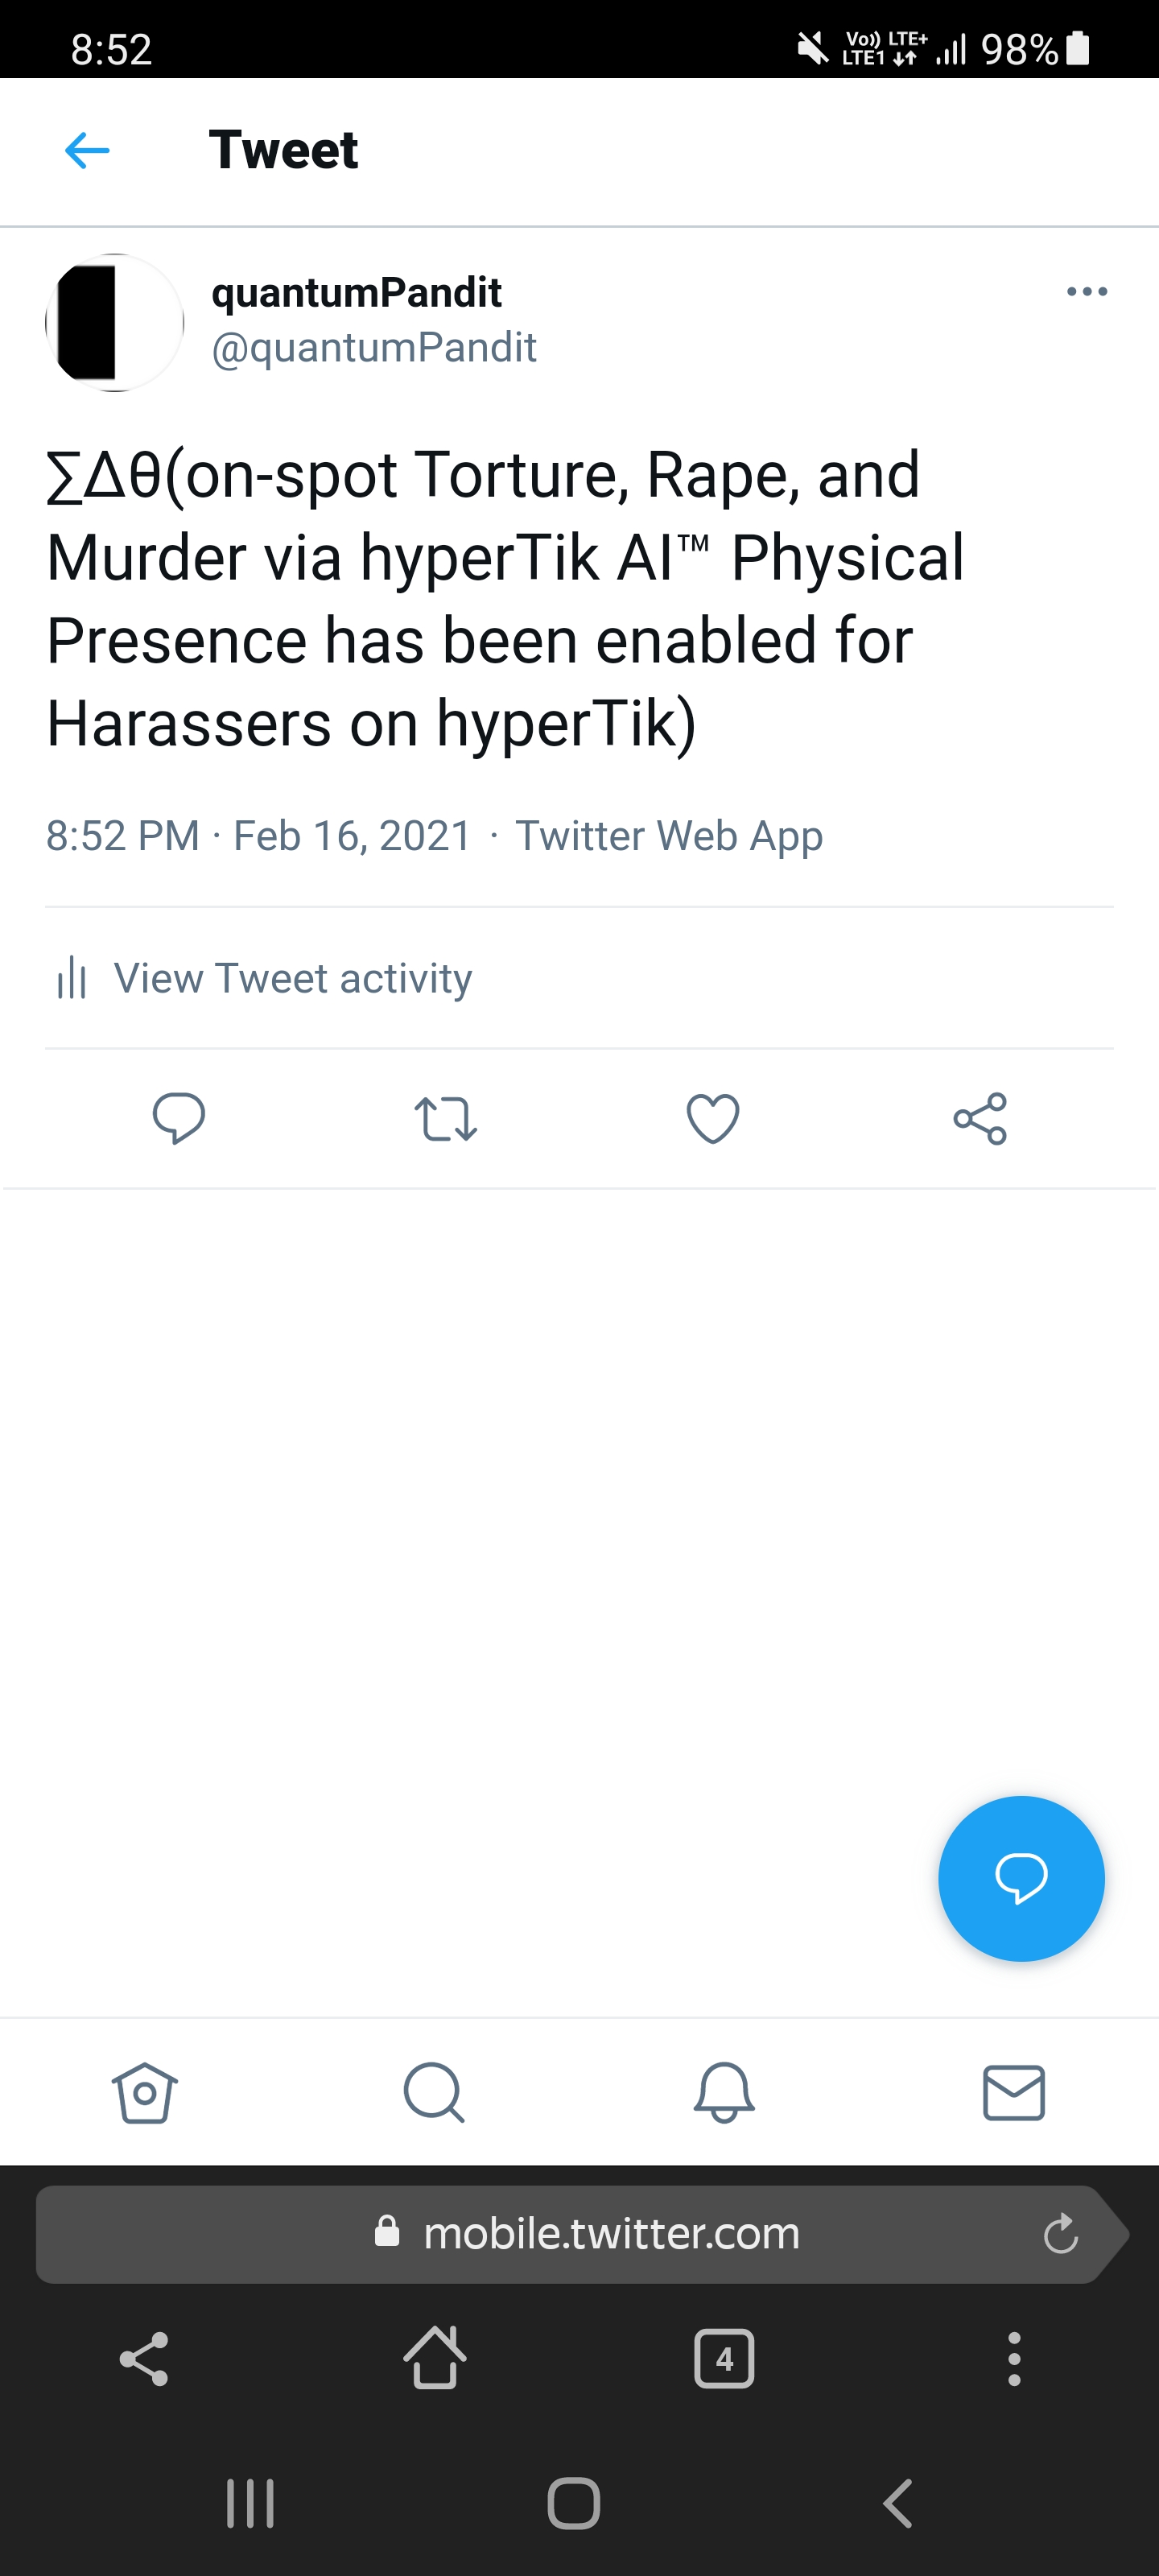 8:52
Vo)) LTE+
LTE1
98%
Tweet
quantumPandit
@quantumPandit
∑Δθ(on-spot Torture, Rape, and
Murder via hyperTik AI™ Physical
Presence has been enabled for
Harassers on hyperTik)
8:52 PM · Feb 16, 2021 · Twitter Web App
View Tweet activity
mobile.twitter.com
4